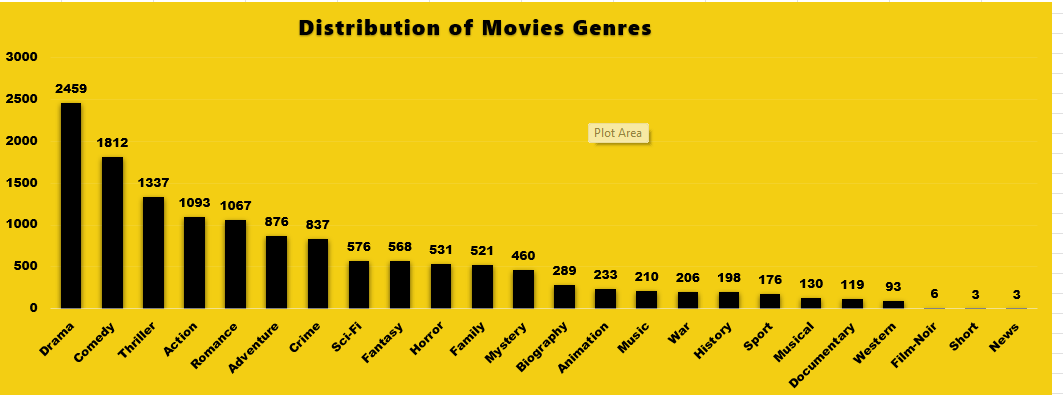 Distribution of Movies Genres
3000
2500
2000
1500
1000
500
0
2459
1812
1337
1093
1067
876
837
576
568
531
521
460
289
233
210
206
198
176
130
119
93
6
3
3
Plot Area
Drama
Comedy
Thriller
Action
Romance
Adventure
Crime
Sci-Fi
Fantasy
Horror
Family
Mystery
Biography
Animation
Music
War
History
Sport
Musical
Documentary
Western
Film-Noir
Short
News